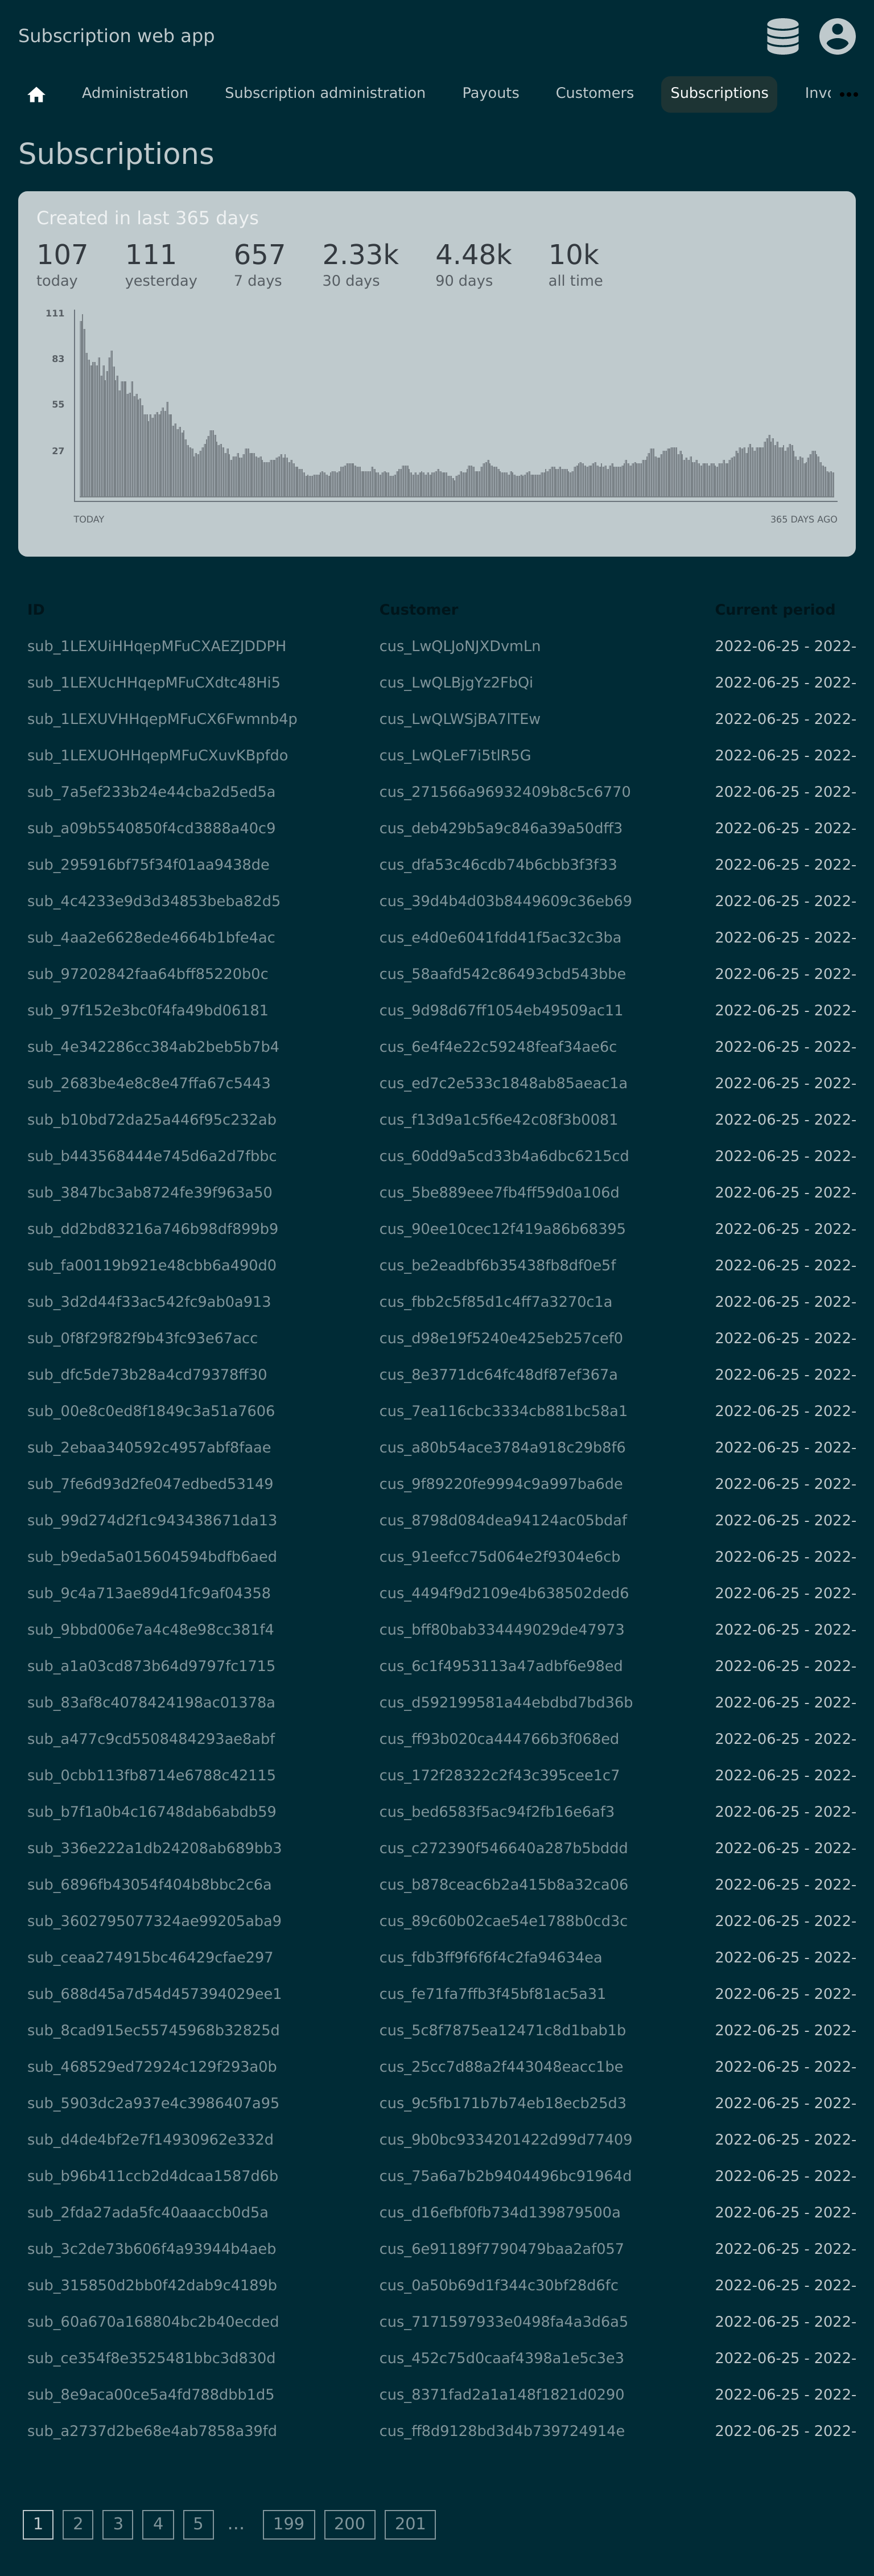 Subscription web app
Administration Subscription administration Payouts Customers Subscriptions Invc
Subscriptions
Created in last 365 days
107 111 657 2.33k 4.48k 10k
today yesterday 7 days 30 days 90 days all time
111
83
55
27
TODAY 365 DAYS AGO
ID Customer Current period
sub_1LEXUiHHqepMFuCXAEZJDDPH cus_LwQLJoNJXDvmLn 2022-06-25 - 2022-
sub_1LEXUcHHqepMFuCXdtc48Hi5 cus_LwQLBjgYz2FbQi 2022-06-25 - 2022-
sub_1LEXUVHHqepMFuCX6Fwmnb4p cus_LwQLWSjBA7lTEw 2022-06-25 - 2022-
sub_1LEXUOHHqepMFuCXuvKBpfdo cus_LwQLeF7i5tlR5G 2022-06-25 - 2022-
sub_7a5ef233b24e44cba2d5ed5a cus_271566a96932409b8c5c6770 2022-06-25 - 2022-
sub_a09b5540850f4cd3888a40c9 cus_deb429b5a9c846a39a50dff3 2022-06-25 - 2022-
sub_295916bf75f34f01aa9438de cus_dfa53c46cdb74b6cbb3f3f33 2022-06-25 - 2022-
sub_4c4233e9d3d34853beba82d5 cus_39d4b4d03b8449609c36eb69 2022-06-25 - 2022-
sub_4aa2e6628ede4664b1bfe4ac cus_e4d0e6041fdd41f5ac32c3ba 2022-06-25 - 2022-
sub_97202842faa64bff85220b0c cus_58aafd542c86493cbd543bbe 2022-06-25 - 2022-
sub_97f152e3bc0f4fa49bd06181 cus_9d98d67ff1054eb49509ac11 2022-06-25 - 2022-
sub_4e342286cc384ab2beb5b7b4 cus_6e4f4e22c59248feaf34ae6c 2022-06-25 - 2022-
sub_2683be4e8c8e47ffa67c5443 cus_ed7c2e533c1848ab85aeac1a 2022-06-25 - 2022-
sub_b10bd72da25a446f95c232ab cus_f13d9a1c5f6e42c08f3b0081 2022-06-25 - 2022-
sub_b443568444e745d6a2d7fbbc cus_60dd9a5cd33b4a6dbc6215cd 2022-06-25 - 2022-
sub_3847bc3ab8724fe39f963a50 cus_5be889eee7fb4ff59d0a106d 2022-06-25 - 2022-
sub_dd2bd83216a746b98df899b9 cus_90ee10cec12f419a86b68395 2022-06-25 - 2022-
sub_fa00119b921e48cbb6a490d0 cus_be2eadbf6b35438fb8df0e5f 2022-06-25 - 2022-
sub_3d2d44f33ac542fc9ab0a913 cus_fbb2c5f85d1c4ff7a3270c1a 2022-06-25 - 2022-
sub_0f8f29f82f9b43fc93e67acc cus_d98e19f5240e425eb257cef0 2022-06-25 - 2022-
sub_dfc5de73b28a4cd79378ff30 cus_8e3771dc64fc48df87ef367a 2022-06-25 - 2022-
sub_00e8c0ed8f1849c3a51a7606 cus_7ea116cbc3334cb881bc58a1 2022-06-25 - 2022-
sub_2ebaa340592c4957abf8faae cus_a80b54ace3784a918c29b8f6 2022-06-25 - 2022-
sub_7fe6d93d2fe047edbed53149 cus_9f89220fe9994c9a997ba6de 2022-06-25 - 2022-
sub_99d274d2f1c943438671da13 cus_8798d084dea94124ac05bdaf 2022-06-25 - 2022-
sub_b9eda5a015604594bdfb6aed cus_91eefcc75d064e2f9304e6cb 2022-06-25 - 2022-
sub_9c4a713ae89d41fc9af04358 cus_4494f9d2109e4b638502ded6 2022-06-25 - 2022-
sub_9bbd006e7a4c48e98cc381f4 cus_bff80bab334449029de47973 2022-06-25 - 2022-
sub_a1a03cd873b64d9797fc1715 cus_6c1f4953113a47adbf6e98ed 2022-06-25 - 2022-
sub_83af8c4078424198ac01378a cus_d592199581a44ebdbd7bd36b 2022-06-25 - 2022-
sub_a477c9cd5508484293ae8abf cus_ff93b020ca444766b3f068ed 2022-06-25 - 2022-
sub_0cbb113fb8714e6788c42115 cus_172f28322c2f43c395cee1c7 2022-06-25 - 2022-
sub_b7f1a0b4c16748dab6abdb59 cus_bed6583f5ac94f2fb16e6af3 2022-06-25 - 2022-
sub_336e222a1db24208ab689bb3 cus_c272390f546640a287b5bddd 2022-06-25 - 2022-
sub_6896fb43054f404b8bbc2c6a cus_b878ceac6b2a415b8a32ca06 2022-06-25 - 2022-
sub_3602795077324ae99205aba9 cus_89c60b02cae54e1788b0cd3c 2022-06-25 - 2022-
sub_ceaa274915bc46429cfae297 cus_fdb3ff9f6f6f4c2fa94634ea 2022-06-25 - 2022-
sub_688d45a7d54d457394029ee1 cus_fe71fa7ffb3f45bf81ac5a31 2022-06-25 - 2022-
sub_8cad915ec55745968b32825d cus_5c8f7875ea12471c8d1bab1b 2022-06-25 - 2022-
sub_468529ed72924c129f293a0b cus_25cc7d88a2f443048eacc1be 2022-06-25 - 2022-
sub_5903dc2a937e4c3986407a95 cus_9c5fb171b7b74eb18ecb25d3 2022-06-25 - 2022-
sub_d4de4bf2e7f14930962e332d cus_9b0bc9334201422d99d77409 2022-06-25 - 2022-
sub_b96b411ccb2d4dcaa1587d6b cus_75a6a7b2b9404496bc91964d 2022-06-25 - 2022-
sub_2fda27ada5fc40aaaccb0d5a cus_d16efbf0fb734d139879500a 2022-06-25 - 2022-
sub_3c2de73b606f4a93944b4aeb cus_6e91189f7790479baa2af057 2022-06-25 - 2022-
sub_315850d2bb0f42dab9c4189b cus_0a50b69d1f344c30bf28d6fc 2022-06-25 - 2022-
sub_60a670a168804bc2b40ecded cus_7171597933e0498fa4a3d6a5 2022-06-25 - 2022-
sub_ce354f8e3525481bbc3d830d cus_452c75d0caaf4398a1e5c3e3 2022-06-25 - 2022-
sub_8e9aca00ce5a4fd788dbb1d5 cus_8371fad2a1a148f1821d0290 2022-06-25 - 2022-
sub_a2737d2be68e4ab7858a39fd cus_ff8d9128bd3d4b739724914e 2022-06-25 - 2022-
1 2 3 4 5 … 199 200 201